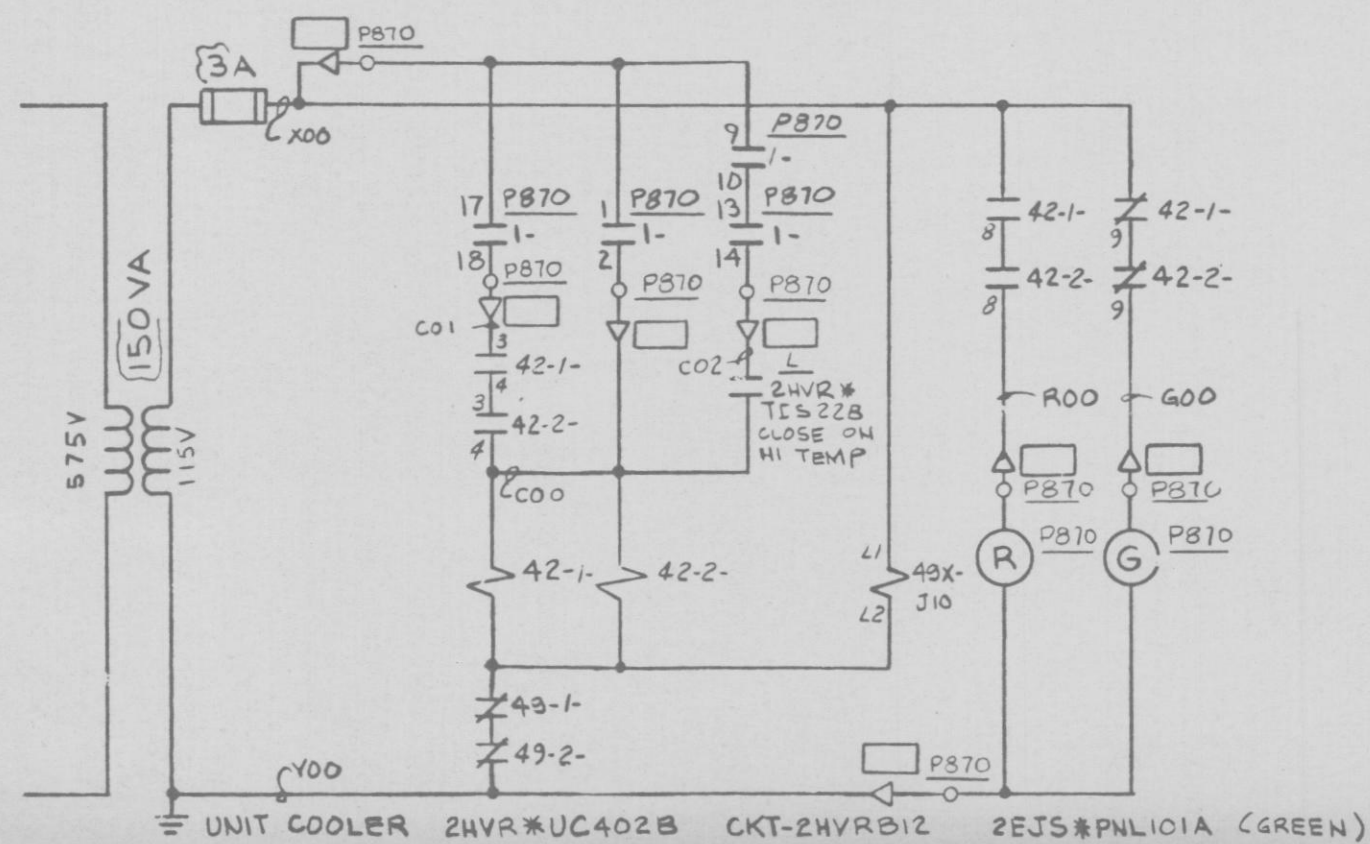 P870
3A
X00
575V
150VA
115V
17
P870
1-
18
P870
C01
3
42-1-
4
3
42-2-
4
C00
1
P870
1-
2
P870
9
P870
1-
10
13
P870
1-
14
P870
C02
L
2HVR*
TIS22B
CLOSE ON
HI TEMP
42-1-
8
42-2-
8
42-1-
9
42-2-
9
R00
G00
P870
P870
R
P870
G
P870
42-1-
42-2-
L1
49X-
J10
L2
49-1-
49-2-
Y00
P870
UNIT COOLER 2HVR*UC402B CKT-2HVRB12 2EJS*PNL101A (GREEN)